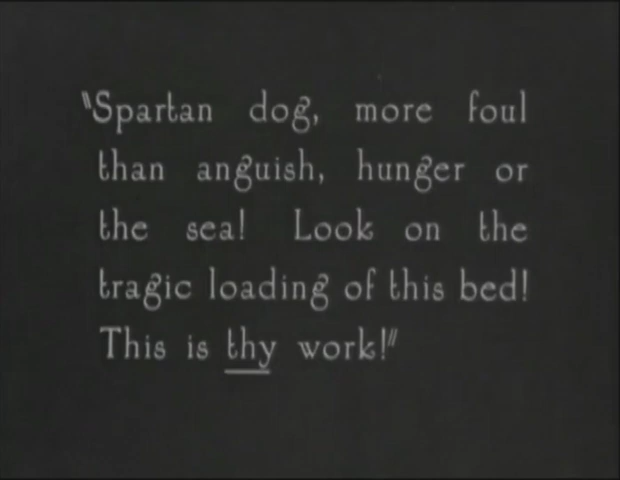 "Spartan dog, more foul
than anguish, hunger or
the sea! Look on the
tragic loading of this bed!
This is thy work!"